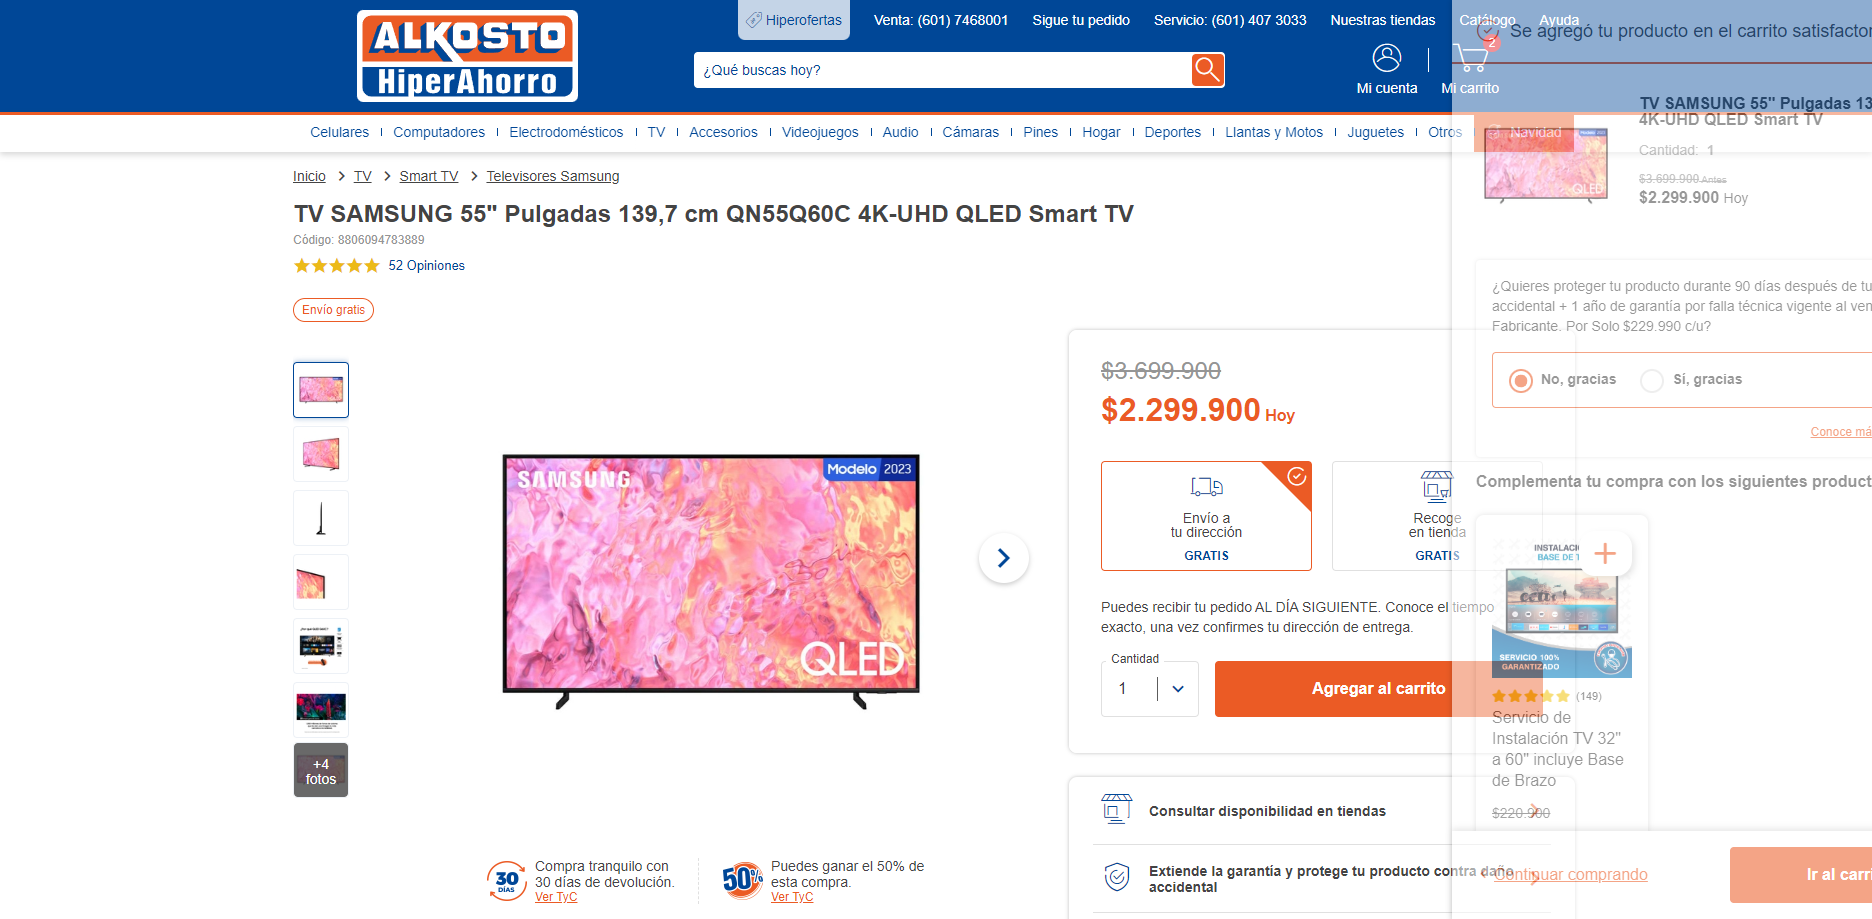 Hiperofertas
Venta: (601) 7468001
Sigue tu pedido
Servicio: (601) 407 3033
Nuestras tiendas
Catálogo
Ayuda
ALKOSTO
HiperAhorro
¿Qué buscas hoy?
Mi cuenta
2
Mi carrito
Celulares
Computadores
Electrodomésticos
TV
Accesorios
Videojuegos
Audio
Cámaras
Pines
Hogar
Deportes
Llantas y Motos
Juguetes
Otros
Navidad
Inicio > TV > Smart TV > Televisores Samsung
TV SAMSUNG 55" Pulgadas 139,7 cm QN55Q60C 4K-UHD QLED Smart TV
Código: 8806094783889
52 Opiniones
Envío gratis
+4
fotos
SAMSUNG
Modelo 2023
QLED
30 DÍAS
Compra tranquilo con
30 días de devolución.
Ver TyC
50%
Puedes ganar el 50% de
esta compra.
Ver TyC
$3.699.900
$2.299.900 Hoy
Envío a
tu dirección
GRATIS
Recoge
en tienda
GRATIS
Puedes recibir tu pedido AL DÍA SIGUIENTE. Conoce el tiempo
exacto, una vez confirmes tu dirección de entrega.
Cantidad
1
Agregar al carrito
Consultar disponibilidad en tiendas
Extiende la garantía y protege tu producto contra daño
accidental
Se agregó tu producto en el carrito satisfactor
TV SAMSUNG 55" Pulgadas 13
4K-UHD QLED Smart TV
Cantidad: 1
$3.699.900 Antes
$2.299.900 Hoy
QLED
¿Quieres proteger tu producto durante 90 días después de tu
accidental + 1 año de garantía por falla técnica vigente al ven
Fabricante. Por Solo $229.990 c/u?
No, gracias
Sí, gracias
Conoce má
Complementa tu compra con los siguientes product
INSTALACI
BASE DE T
SERVICIO 100%
GARANTIZADO
(149)
Servicio de
Instalación TV 32"
a 60" incluye Base
de Brazo
$220.900
Continuar comprando
Ir al carri